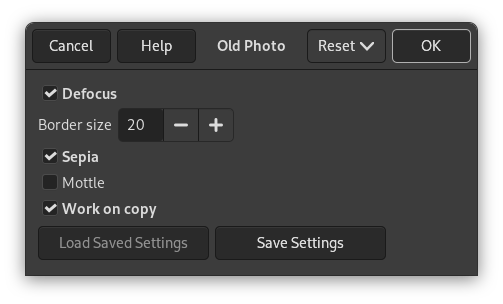 Cancel Help Old Photo Reset OK
Defocus
Border size 20
Sepia
Mottle
Work on copy
Load Saved Settings Save Settings